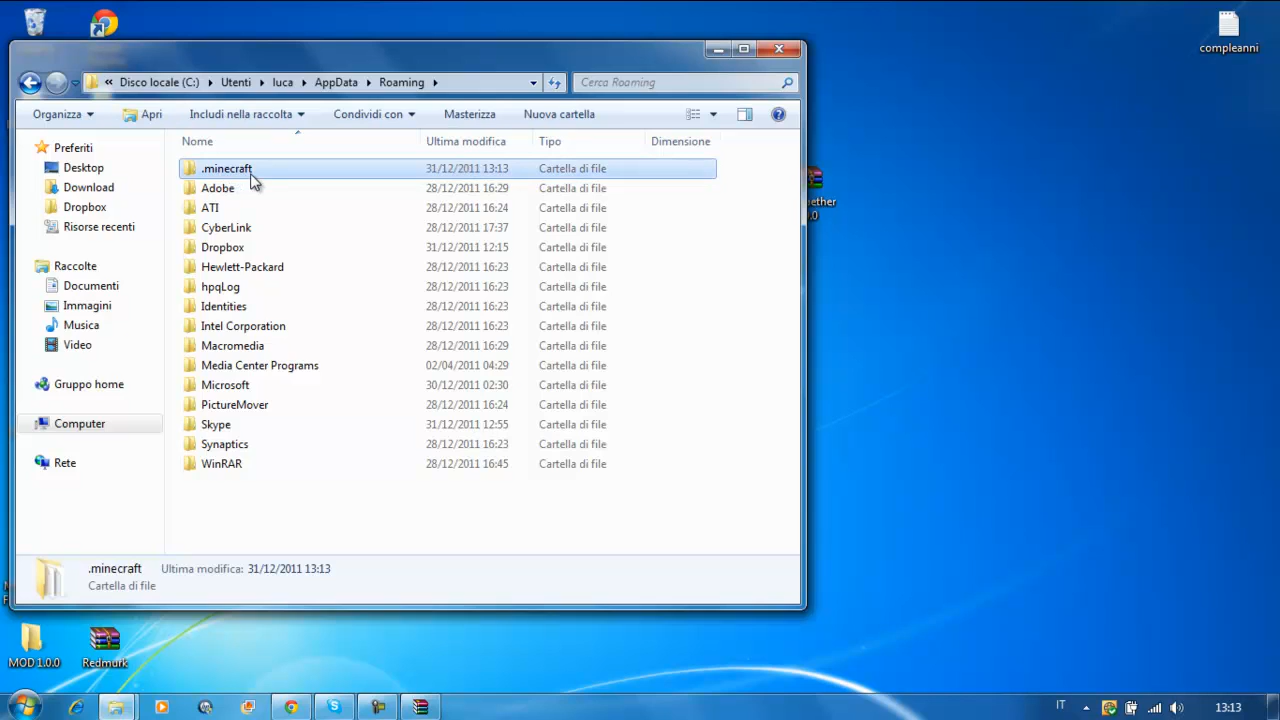 compleanni
« Disco locale (C:) Utenti luca AppData Roaming
Cerca Roaming
Organizza Apri Includi nella raccolta Condividi con Masterizza Nuova cartella
Nome Ultima modifica Tipo Dimensione
.minecraft 31/12/2011 13:13 Cartella di file
Adobe 28/12/2011 16:29 Cartella di file
ATI 28/12/2011 16:24 Cartella di file
CyberLink 28/12/2011 17:37 Cartella di file
Dropbox 31/12/2011 12:15 Cartella di file
Hewlett-Packard 28/12/2011 16:23 Cartella di file
hpqLog 28/12/2011 16:23 Cartella di file
Identities 28/12/2011 16:23 Cartella di file
Intel Corporation 28/12/2011 16:23 Cartella di file
Macromedia 28/12/2011 16:29 Cartella di file
Media Center Programs 02/04/2011 04:29 Cartella di file
Microsoft 30/12/2011 02:30 Cartella di file
PictureMover 28/12/2011 16:24 Cartella di file
Skype 31/12/2011 12:55 Cartella di file
Synaptics 28/12/2011 16:23 Cartella di file
WinRAR 28/12/2011 16:45 Cartella di file
Preferiti
Desktop
Download
Dropbox
Risorse recenti
Raccolte
Documenti
Immagini
Musica
Video
Gruppo home
Computer
Rete
.minecraft Ultima modifica: 31/12/2011 13:13
Cartella di file
MOD 1.0.0
Redmurk
IT
13:13